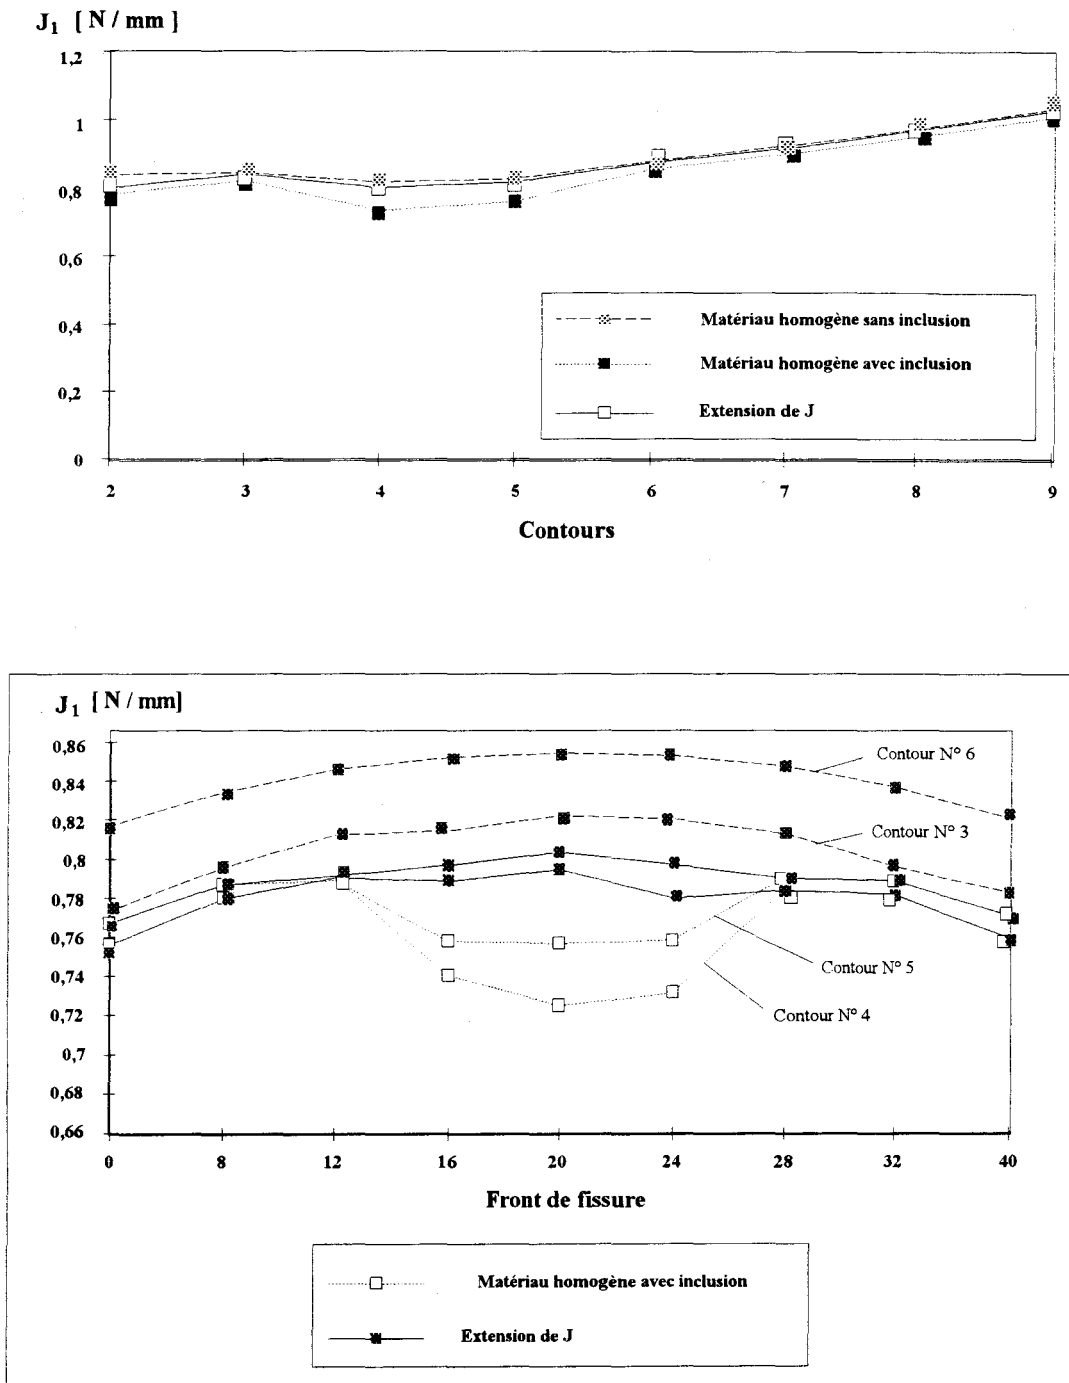 J₁ [ N / mm ]
1,2
1
0,8
0,6
0,4
0,2
0
2 3 4 5 6 7 8 9
Contours
Matériau homogène sans inclusion
Matériau homogène avec inclusion
Extension de J
J₁ [ N / mm]
0,86
0,84
0,82
0,8
0,78
0,76
0,74
0,72
0,7
0,68
0,66
0 8 12 16 20 24 28 32 40
Contour N° 6
Contour N° 3
Contour N° 5
Contour N° 4
Front de fissure
Matériau homogène avec inclusion
Extension de J